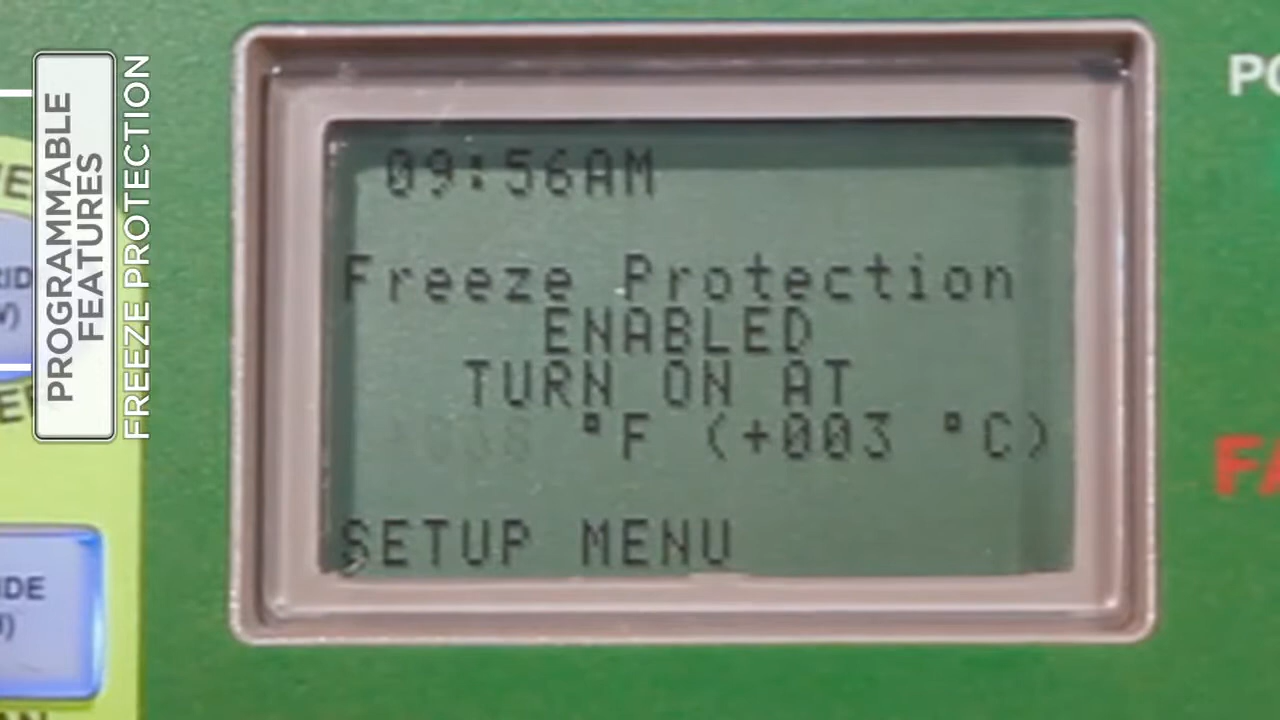 PROGRAMMABLE
FEATURES
FREEZE PROTECTION
09:56AM
Freeze Protection
ENABLED
TURN ON AT
°F (+003 °C)
SETUP MENU